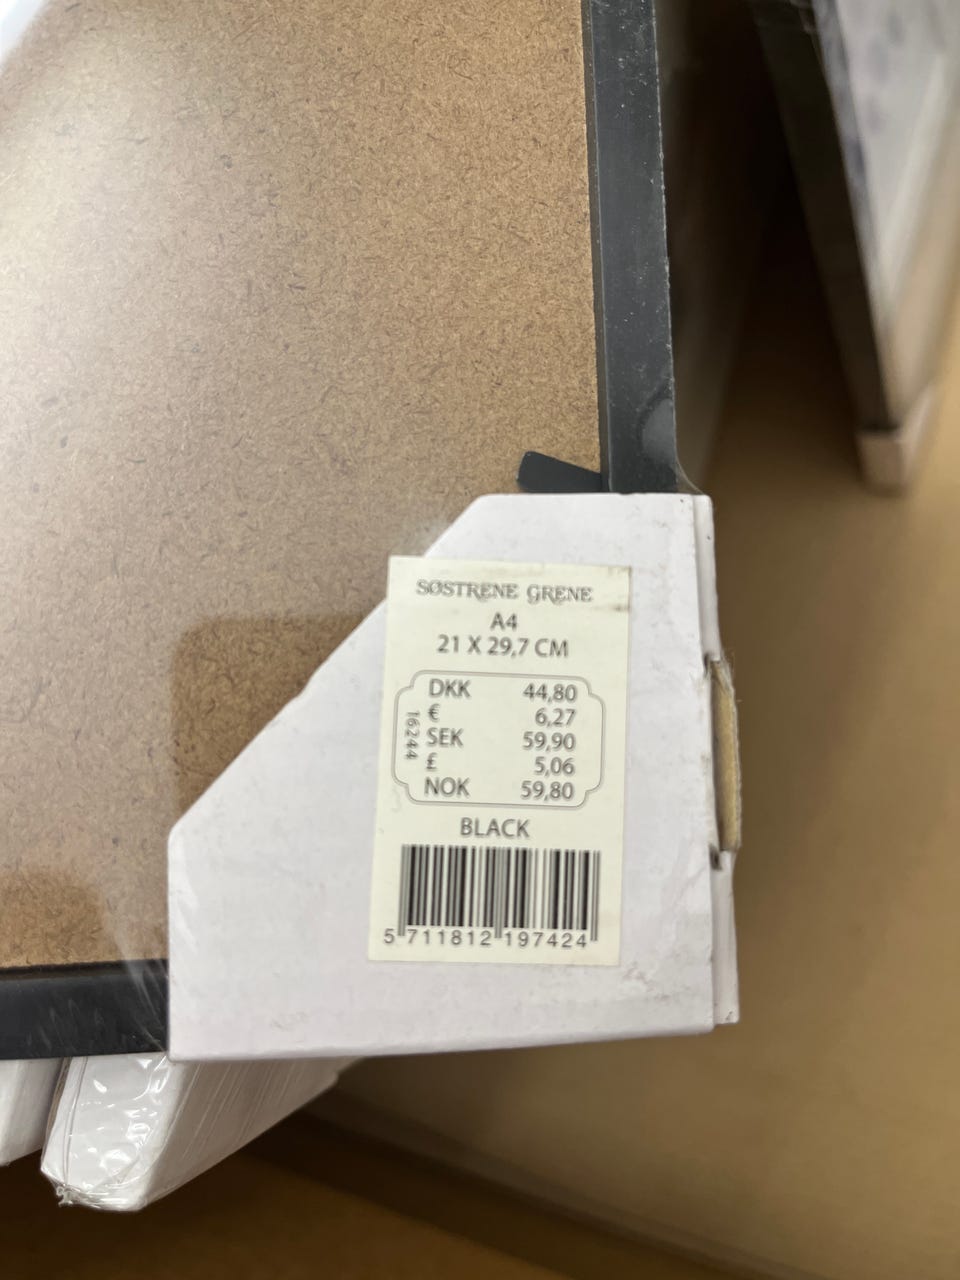 SØSTRENE GRENE
A4
21 X 29,7 CM
DKK 44,80
€ 6,27
SEK 59,90
£ 5,06
NOK 59,80
16244
BLACK
5 711812 197424